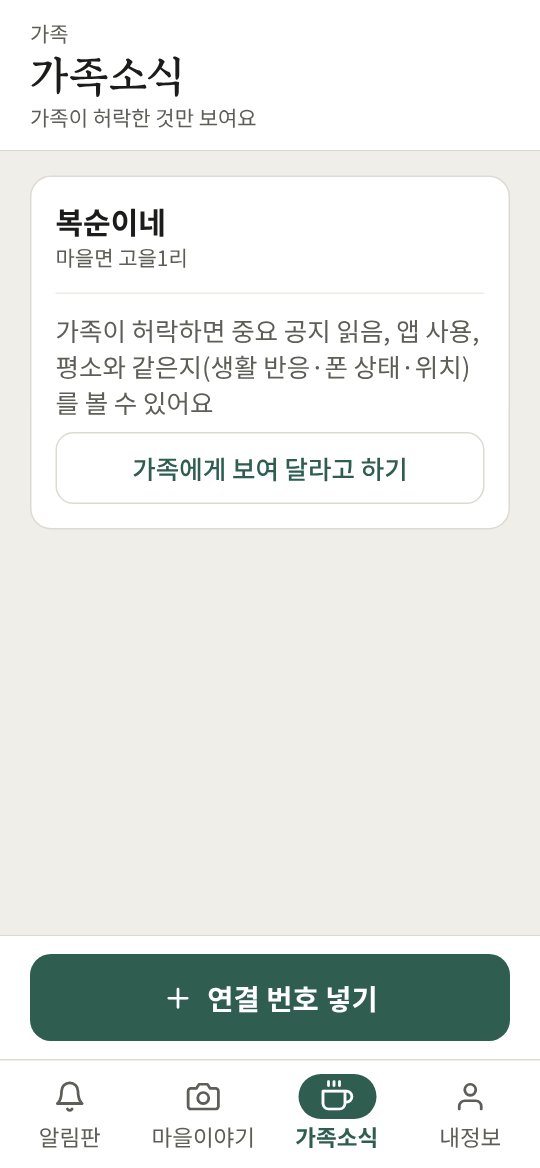 가족
가족소식
가족이 허락한 것만 보여요
복순이네
마을면 고을1리
가족이 허락하면 중요 공지 읽음, 앱 사용,
평소와 같은지(생활 반응·폰 상태·위치)
를 볼 수 있어요
가족에게 보여 달라고 하기
+ 연결 번호 넣기
알림판 마을이야기 가족소식 내정보